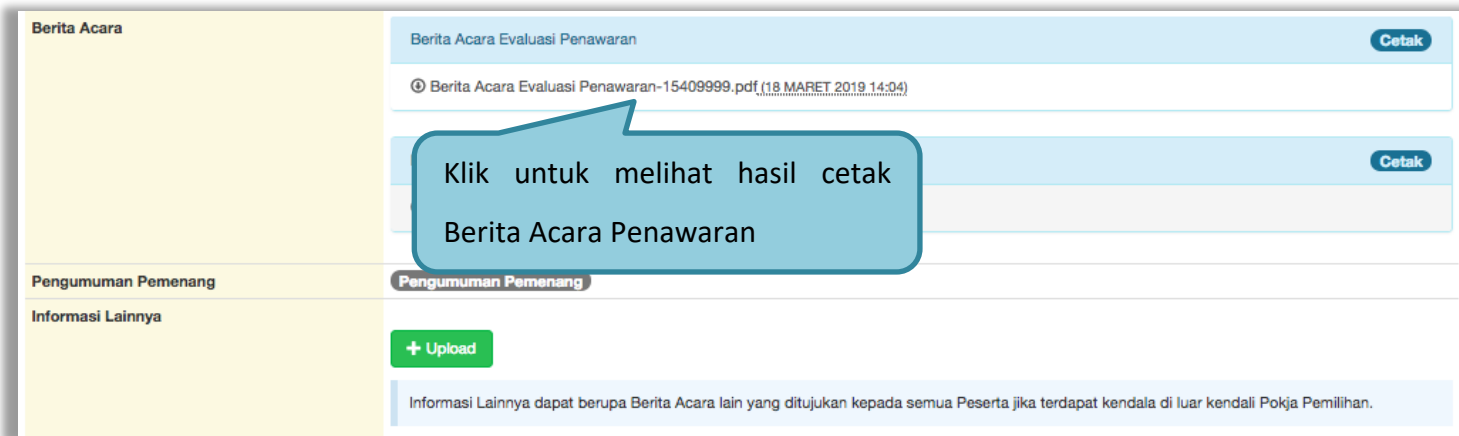 Berita Acara
Berita Acara Evaluasi Penawaran
Cetak
Berita Acara Evaluasi Penawaran-15409999.pdf (18 MARET 2019 14:04)
Klik untuk melihat hasil cetak
Berita Acara Penawaran
Cetak
Pengumuman Pemenang
Pengumuman Pemenang
Informasi Lainnya
+ Upload
Informasi Lainnya dapat berupa Berita Acara lain yang ditujukan kepada semua Peserta jika terdapat kendala di luar kendali Pokja Pemilihan.